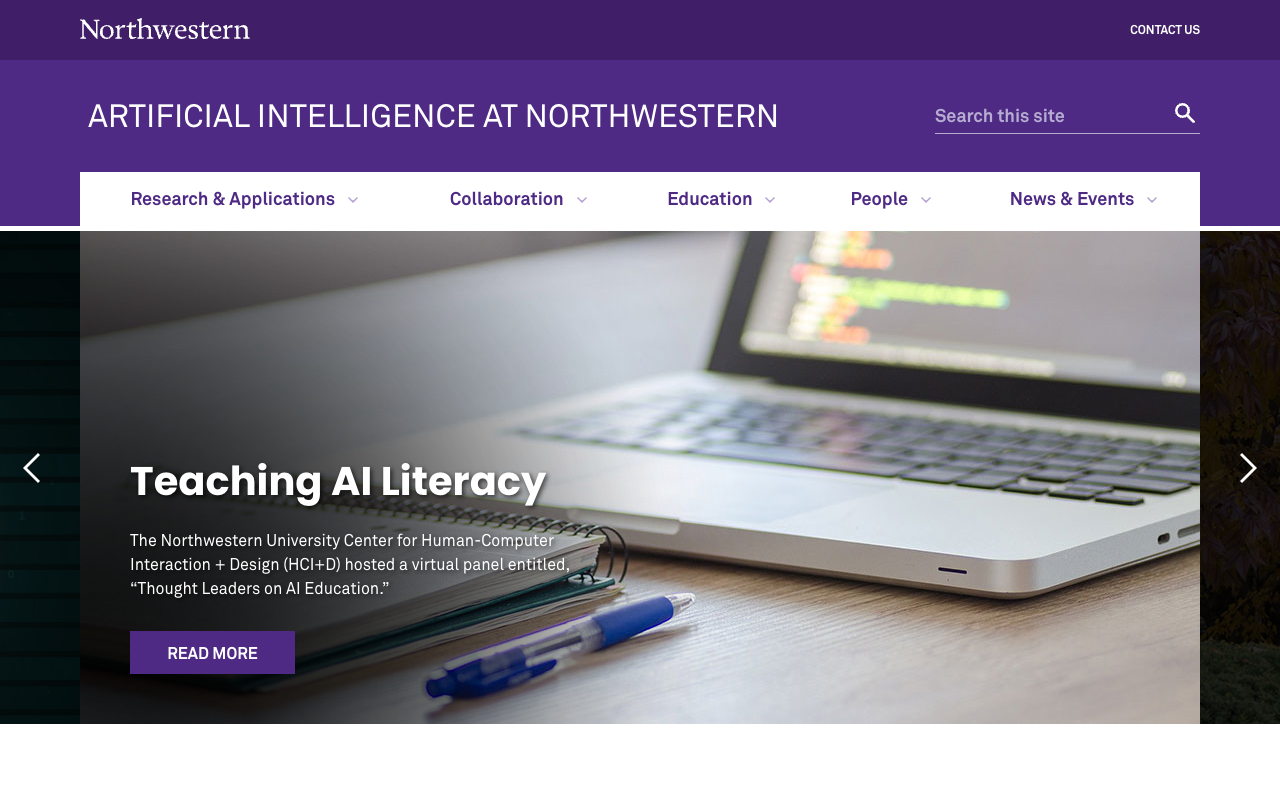 Northwestern
CONTACT US
ARTIFICIAL INTELLIGENCE AT NORTHWESTERN
Search this site
Research & Applications
Collaboration
Education
People
News & Events
Teaching AI Literacy
The Northwestern University Center for Human-Computer
Interaction + Design (HCI+D) hosted a virtual panel entitled,
“Thought Leaders on AI Education.”
READ MORE